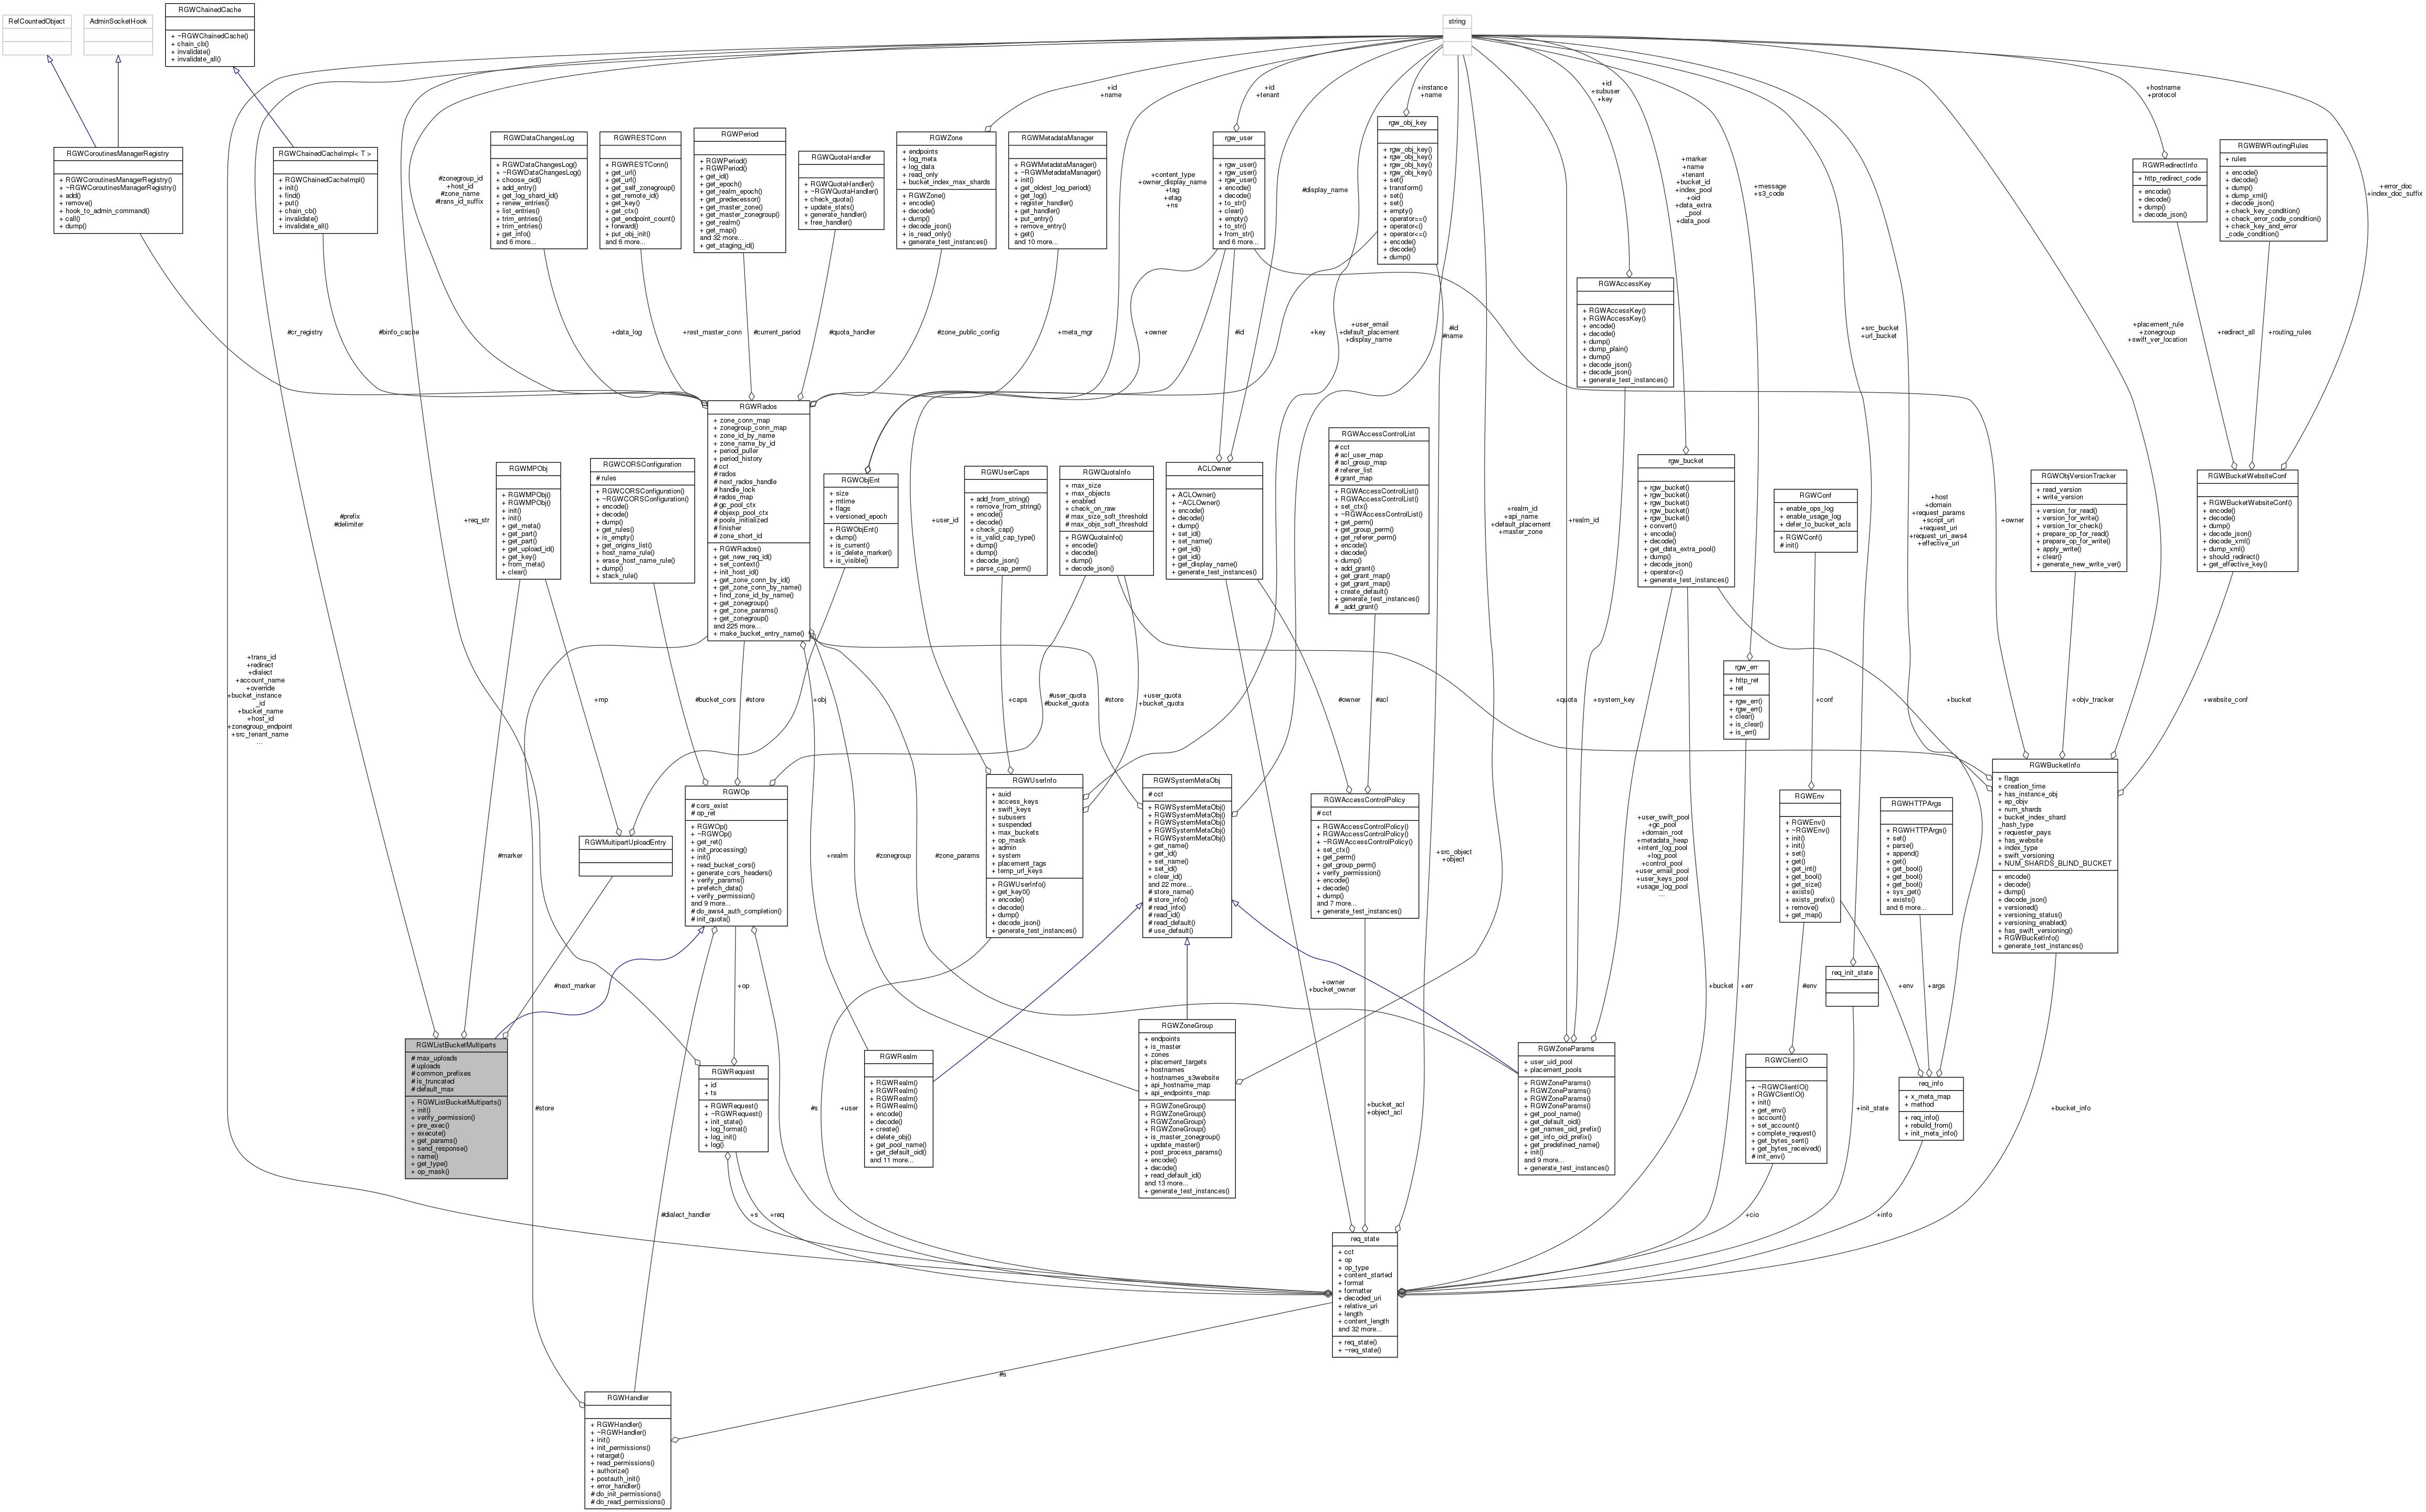 RefCountedObject
AdminSocketHook
RGWChainedCache
+ ~RGWChainedCache()
+ chain_cb()
+ invalidate()
+ invalidate_all()
string
RGWCoroutinesManagerRegistry
+ RGWCoroutinesManagerRegistry()
+ ~RGWCoroutinesManagerRegistry()
+ add()
+ remove()
+ hook_to_admin_command()
+ call()
+ dump()
RGWChainedCacheImpl< T >
+ RGWChainedCacheImpl()
+ init()
+ find()
+ put()
+ chain_cb()
+ invalidate()
+ invalidate_all()
#zonegroup_id
+host_id
#zone_name
#trans_id_suffix
RGWDataChangesLog
+ RGWDataChangesLog()
+ ~RGWDataChangesLog()
+ choose_oid()
+ add_entry()
+ get_log_shard_id()
+ renew_entries()
+ list_entries()
+ trim_entries()
+ trim_entries()
+ get_info()
and 6 more...
RGWRESTConn
+ RGWRESTConn()
+ get_url()
+ get_url()
+ get_self_zonegroup()
+ get_remote_id()
+ get_key()
+ get_ctx()
+ get_endpoint_count()
+ forward()
+ put_obj_init()
and 6 more...
RGWPeriod
+ RGWPeriod()
+ RGWPeriod()
+ get_id()
+ get_epoch()
+ get_realm_epoch()
+ get_predecessor()
+ get_master_zone()
+ get_master_zonegroup()
+ get_realm()
+ get_map()
and 32 more...
+ get_staging_id()
RGWQuotaHandler
+ RGWQuotaHandler()
+ ~RGWQuotaHandler()
+ check_quota()
+ update_stats()
+ generate_handler()
+ free_handler()
+id
+name
RGWZone
+ endpoints
+ log_meta
+ log_data
+ read_only
+ bucket_index_max_shards
+ RGWZone()
+ encode()
+ decode()
+ dump()
+ decode_json()
+ is_read_only()
+ generate_test_instances()
RGWMetadataManager
+ RGWMetadataManager()
+ ~RGWMetadataManager()
+ init()
+ get_oldest_log_period()
+ get_log()
+ register_handler()
+ get_handler()
+ put_entry()
+ remove_entry()
+ get()
and 10 more...
+content_type
+owner_display_name
+tag
+etag
+ns
+id
+tenant
rgw_user
+ rgw_user()
+ rgw_user()
+ rgw_user()
+ encode()
+ decode()
+ to_str()
+ clear()
+ empty()
+ to_str()
+ from_str()
and 6 more...
#display_name
+instance
+name
rgw_obj_key
+ rgw_obj_key()
+ rgw_obj_key()
+ rgw_obj_key()
+ rgw_obj_key()
+ set()
+ transform()
+ set()
+ set()
+ empty()
+ operator==()
+ operator<()
+ operator<=()
+ encode()
+ decode()
+ dump()
+id
+subuser
+key
RGWAccessKey
+ RGWAccessKey()
+ RGWAccessKey()
+ encode()
+ decode()
+ dump()
+ dump_plain()
+ dump()
+ decode_json()
+ decode_json()
+ generate_test_instances()
+marker
+name
+tenant
+bucket_id
+index_pool
+oid
+data_extra
_pool
+data_pool
+message
+s3_code
+hostname
+protocol
RGWRedirectInfo
+ http_redirect_code
+ encode()
+ decode()
+ dump()
+ decode_json()
RGWBWRoutingRules
+ rules
+ encode()
+ decode()
+ dump()
+ dump_xml()
+ decode_json()
+ check_key_condition()
+ check_error_code_condition()
+ check_key_and_error
_code_condition()
+error_doc
+index_doc_suffix
#cr_registry
#binfo_cache
+data_log
+rest_master_conn
#current_period
#quota_handler
#zone_public_config
+meta_mgr
+owner
#id
+key
+user_email
+default_placement
+display_name
#id
#name
+src_bucket
+url_bucket
+placement_rule
+zonegroup
+swift_ver_location
+redirect_all
+routing_rules
RGWRados
+ zone_conn_map
+ zonegroup_conn_map
+ zone_id_by_name
+ zone_name_by_id
+ period_puller
+ period_history
# cct
# rados
# next_rados_handle
# handle_lock
# rados_map
# gc_pool_ctx
# objexp_pool_ctx
# pools_initialized
# finisher
# zone_short_id
+ RGWRados()
+ get_new_req_id()
+ set_context()
+ init_host_id()
+ get_zone_conn_by_id()
+ get_zone_conn_by_name()
+ find_zone_id_by_name()
+ get_zonegroup()
+ get_zone_params()
+ get_zonegroup()
and 225 more...
+ make_bucket_entry_name()
#prefix
#delimiter
+req_str
RGWMPObj
+ RGWMPObj()
+ RGWMPObj()
+ init()
+ init()
+ get_meta()
+ get_part()
+ get_part()
+ get_upload_id()
+ get_key()
+ from_meta()
+ clear()
RGWCORSConfiguration
# rules
+ RGWCORSConfiguration()
+ ~RGWCORSConfiguration()
+ encode()
+ decode()
+ dump()
+ get_rules()
+ is_empty()
+ get_origins_list()
+ host_name_rule()
+ erase_host_name_rule()
+ dump()
+ stack_rule()
RGWObjEnt
+ size
+ mtime
+ flags
+ versioned_epoch
+ RGWObjEnt()
+ dump()
+ is_current()
+ is_delete_marker()
+ is_visible()
+user_id
RGWUserCaps
+ add_from_string()
+ remove_from_string()
+ encode()
+ decode()
+ check_cap()
+ is_valid_cap_type()
+ dump()
+ dump()
+ decode_json()
+ parse_cap_perm()
RGWQuotaInfo
+ max_size
+ max_objects
+ enabled
+ check_on_raw
# max_size_soft_threshold
# max_objs_soft_threshold
+ RGWQuotaInfo()
+ encode()
+ decode()
+ dump()
+ decode_json()
ACLOwner
+ ACLOwner()
+ ~ACLOwner()
+ encode()
+ decode()
+ dump()
+ set_id()
+ set_name()
+ get_id()
+ get_id()
+ get_display_name()
+ generate_test_instances()
RGWAccessControlList
# cct
# acl_user_map
# acl_group_map
# referer_list
# grant_map
+ RGWAccessControlList()
+ RGWAccessControlList()
+ set_ctx()
+ ~RGWAccessControlList()
+ get_perm()
+ get_group_perm()
+ get_referer_perm()
+ encode()
+ decode()
+ dump()
+ add_grant()
+ get_grant_map()
+ get_grant_map()
+ create_default()
+ generate_test_instances()
# _add_grant()
+realm_id
+api_name
+default_placement
+master_zone
+realm_id
rgw_bucket
+ rgw_bucket()
+ rgw_bucket()
+ rgw_bucket()
+ rgw_bucket()
+ rgw_bucket()
+ convert()
+ encode()
+ decode()
+ get_data_extra_pool()
+ dump()
+ decode_json()
+ operator<()
+ generate_test_instances()
RGWConf
+ enable_ops_log
+ enable_usage_log
+ defer_to_bucket_acls
+ RGWConf()
# init()
+host
+domain
+request_params
+script_uri
+request_uri
+request_uri_aws4
+effective_uri
+owner
RGWObjVersionTracker
+ read_version
+ write_version
+ version_for_read()
+ version_for_write()
+ version_for_check()
+ prepare_op_for_read()
+ prepare_op_for_write()
+ apply_write()
+ clear()
+ generate_new_write_ver()
RGWBucketWebsiteConf
+ RGWBucketWebsiteConf()
+ encode()
+ decode()
+ dump()
+ decode_json()
+ decode_xml()
+ dump_xml()
+ should_redirect()
+ get_effective_key()
+trans_id
+redirect
+dialect
+account_name
+override
+bucket_instance
_id
+bucket_name
+host_id
+zonegroup_endpoint
+src_tenant_name
...
+mp
#bucket_cors
#store
+obj
+caps
#user_quota
#bucket_quota
#store
+user_quota
+bucket_quota
#owner
#acl
+quota
+system_key
rgw_err
+ http_ret
+ ret
+ rgw_err()
+ rgw_err()
+ clear()
+ is_clear()
+ is_err()
+conf
+bucket
+objv_tracker
+website_conf
RGWOp
# cors_exist
# op_ret
+ RGWOp()
+ ~RGWOp()
+ get_ret()
+ init_processing()
+ init()
+ read_bucket_cors()
+ generate_cors_headers()
+ verify_params()
+ prefetch_data()
+ verify_permission()
and 9 more...
# do_aws4_auth_completion()
# init_quota()
#marker
RGWMultipartUploadEntry
+realm
#zonegroup
#zone_params
RGWUserInfo
+ auid
+ access_keys
+ swift_keys
+ subusers
+ suspended
+ max_buckets
+ op_mask
+ admin
+ system
+ placement_tags
+ temp_url_keys
+ RGWUserInfo()
+ get_key0()
+ encode()
+ decode()
+ dump()
+ decode_json()
+ generate_test_instances()
RGWSystemMetaObj
# cct
+ RGWSystemMetaObj()
+ RGWSystemMetaObj()
+ RGWSystemMetaObj()
+ RGWSystemMetaObj()
+ RGWSystemMetaObj()
+ get_name()
+ get_id()
+ set_name()
+ set_id()
+ clear_id()
and 22 more...
# store_name()
# store_info()
# read_info()
# read_id()
# read_default()
# use_default()
RGWAccessControlPolicy
# cct
+ RGWAccessControlPolicy()
+ RGWAccessControlPolicy()
+ ~RGWAccessControlPolicy()
+ set_ctx()
+ get_perm()
+ get_group_perm()
+ verify_permission()
+ encode()
+ decode()
+ dump()
and 7 more...
+ generate_test_instances()
+src_object
+object
+user_swift_pool
+gc_pool
+domain_root
+metadata_heap
+intent_log_pool
+log_pool
+control_pool
+user_email_pool
+user_keys_pool
+usage_log_pool
...
RGWEnv
+ RGWEnv()
+ ~RGWEnv()
+ init()
+ init()
+ set()
+ get()
+ get_int()
+ get_bool()
+ get_size()
+ exists()
+ exists_prefix()
+ remove()
+ get_map()
RGWHTTPArgs
+ RGWHTTPArgs()
+ set()
+ parse()
+ append()
+ get()
+ get_bool()
+ get_bool()
+ get_bool()
+ sys_get()
+ exists()
and 6 more...
RGWBucketInfo
+ flags
+ creation_time
+ has_instance_obj
+ ep_objv
+ num_shards
+ bucket_index_shard
_hash_type
+ requester_pays
+ has_website
+ index_type
+ swift_versioning
+ NUM_SHARDS_BLIND_BUCKET
+ encode()
+ decode()
+ dump()
+ decode_json()
+ versioned()
+ versioning_status()
+ versioning_enabled()
+ has_swift_versioning()
+ RGWBucketInfo()
+ generate_test_instances()
#next_marker
+op
+owner
+bucket_owner
+bucket
+err
#env
req_init_state
+env
+args
RGWListBucketMultiparts
# max_uploads
# uploads
# common_prefixes
# is_truncated
# default_max
+ RGWListBucketMultiparts()
+ init()
+ verify_permission()
+ pre_exec()
+ execute()
+ get_params()
+ send_response()
+ name()
+ get_type()
+ op_mask()
#store
RGWRequest
+ id
+ ts
+ RGWRequest()
+ ~RGWRequest()
+ init_state()
+ log_format()
+ log_init()
+ log()
#s
+user
RGWRealm
+ RGWRealm()
+ RGWRealm()
+ RGWRealm()
+ RGWRealm()
+ encode()
+ decode()
+ create()
+ delete_obj()
+ get_pool_name()
+ get_default_oid()
and 11 more...
RGWZoneGroup
+ endpoints
+ is_master
+ zones
+ placement_targets
+ hostnames
+ hostnames_s3website
+ api_hostname_map
+ api_endpoints_map
+ RGWZoneGroup()
+ RGWZoneGroup()
+ RGWZoneGroup()
+ RGWZoneGroup()
+ is_master_zonegroup()
+ update_master()
+ post_process_params()
+ encode()
+ decode()
+ read_default_id()
and 13 more...
+ generate_test_instances()
+bucket_acl
+object_acl
RGWZoneParams
+ user_uid_pool
+ placement_pools
+ RGWZoneParams()
+ RGWZoneParams()
+ RGWZoneParams()
+ RGWZoneParams()
+ get_pool_name()
+ get_default_oid()
+ get_names_oid_prefix()
+ get_info_oid_prefix()
+ get_predefined_name()
+ init()
and 9 more...
+ generate_test_instances()
RGWClientIO
+ ~RGWClientIO()
+ RGWClientIO()
+ init()
+ get_env()
+ account()
+ set_account()
+ complete_request()
+ get_bytes_sent()
+ get_bytes_received()
# init_env()
+init_state
req_info
+ x_meta_map
+ method
+ req_info()
+ rebuild_from()
+ init_meta_info()
+bucket_info
#dialect_handler
+s
+req
+cio
+info
req_state
+ cct
+ op
+ op_type
+ content_started
+ format
+ formatter
+ decoded_uri
+ relative_uri
+ length
+ content_length
and 32 more...
+ req_state()
+ ~req_state()
#s
RGWHandler
+ RGWHandler()
+ ~RGWHandler()
+ init()
+ init_permissions()
+ retarget()
+ read_permissions()
+ authorize()
+ postauth_init()
+ error_handler()
# do_init_permissions()
# do_read_permissions()